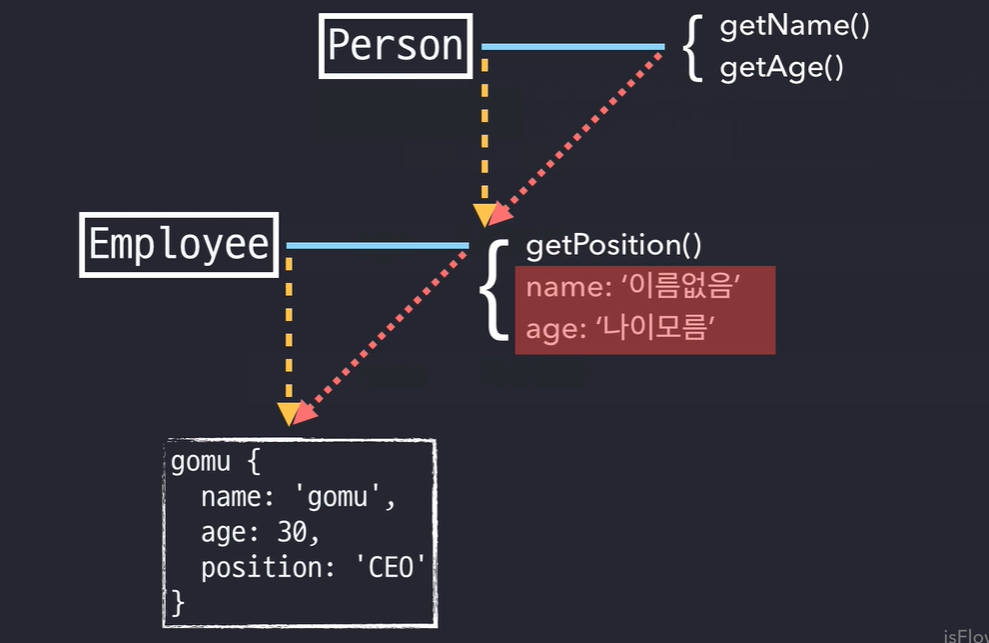 Person
getName()
getAge()
Employee
getPosition()
name: ‘이름없음’
age: ‘나이모름’
gomu {
name: 'gomu',
age: 30,
position: 'CEO'
}